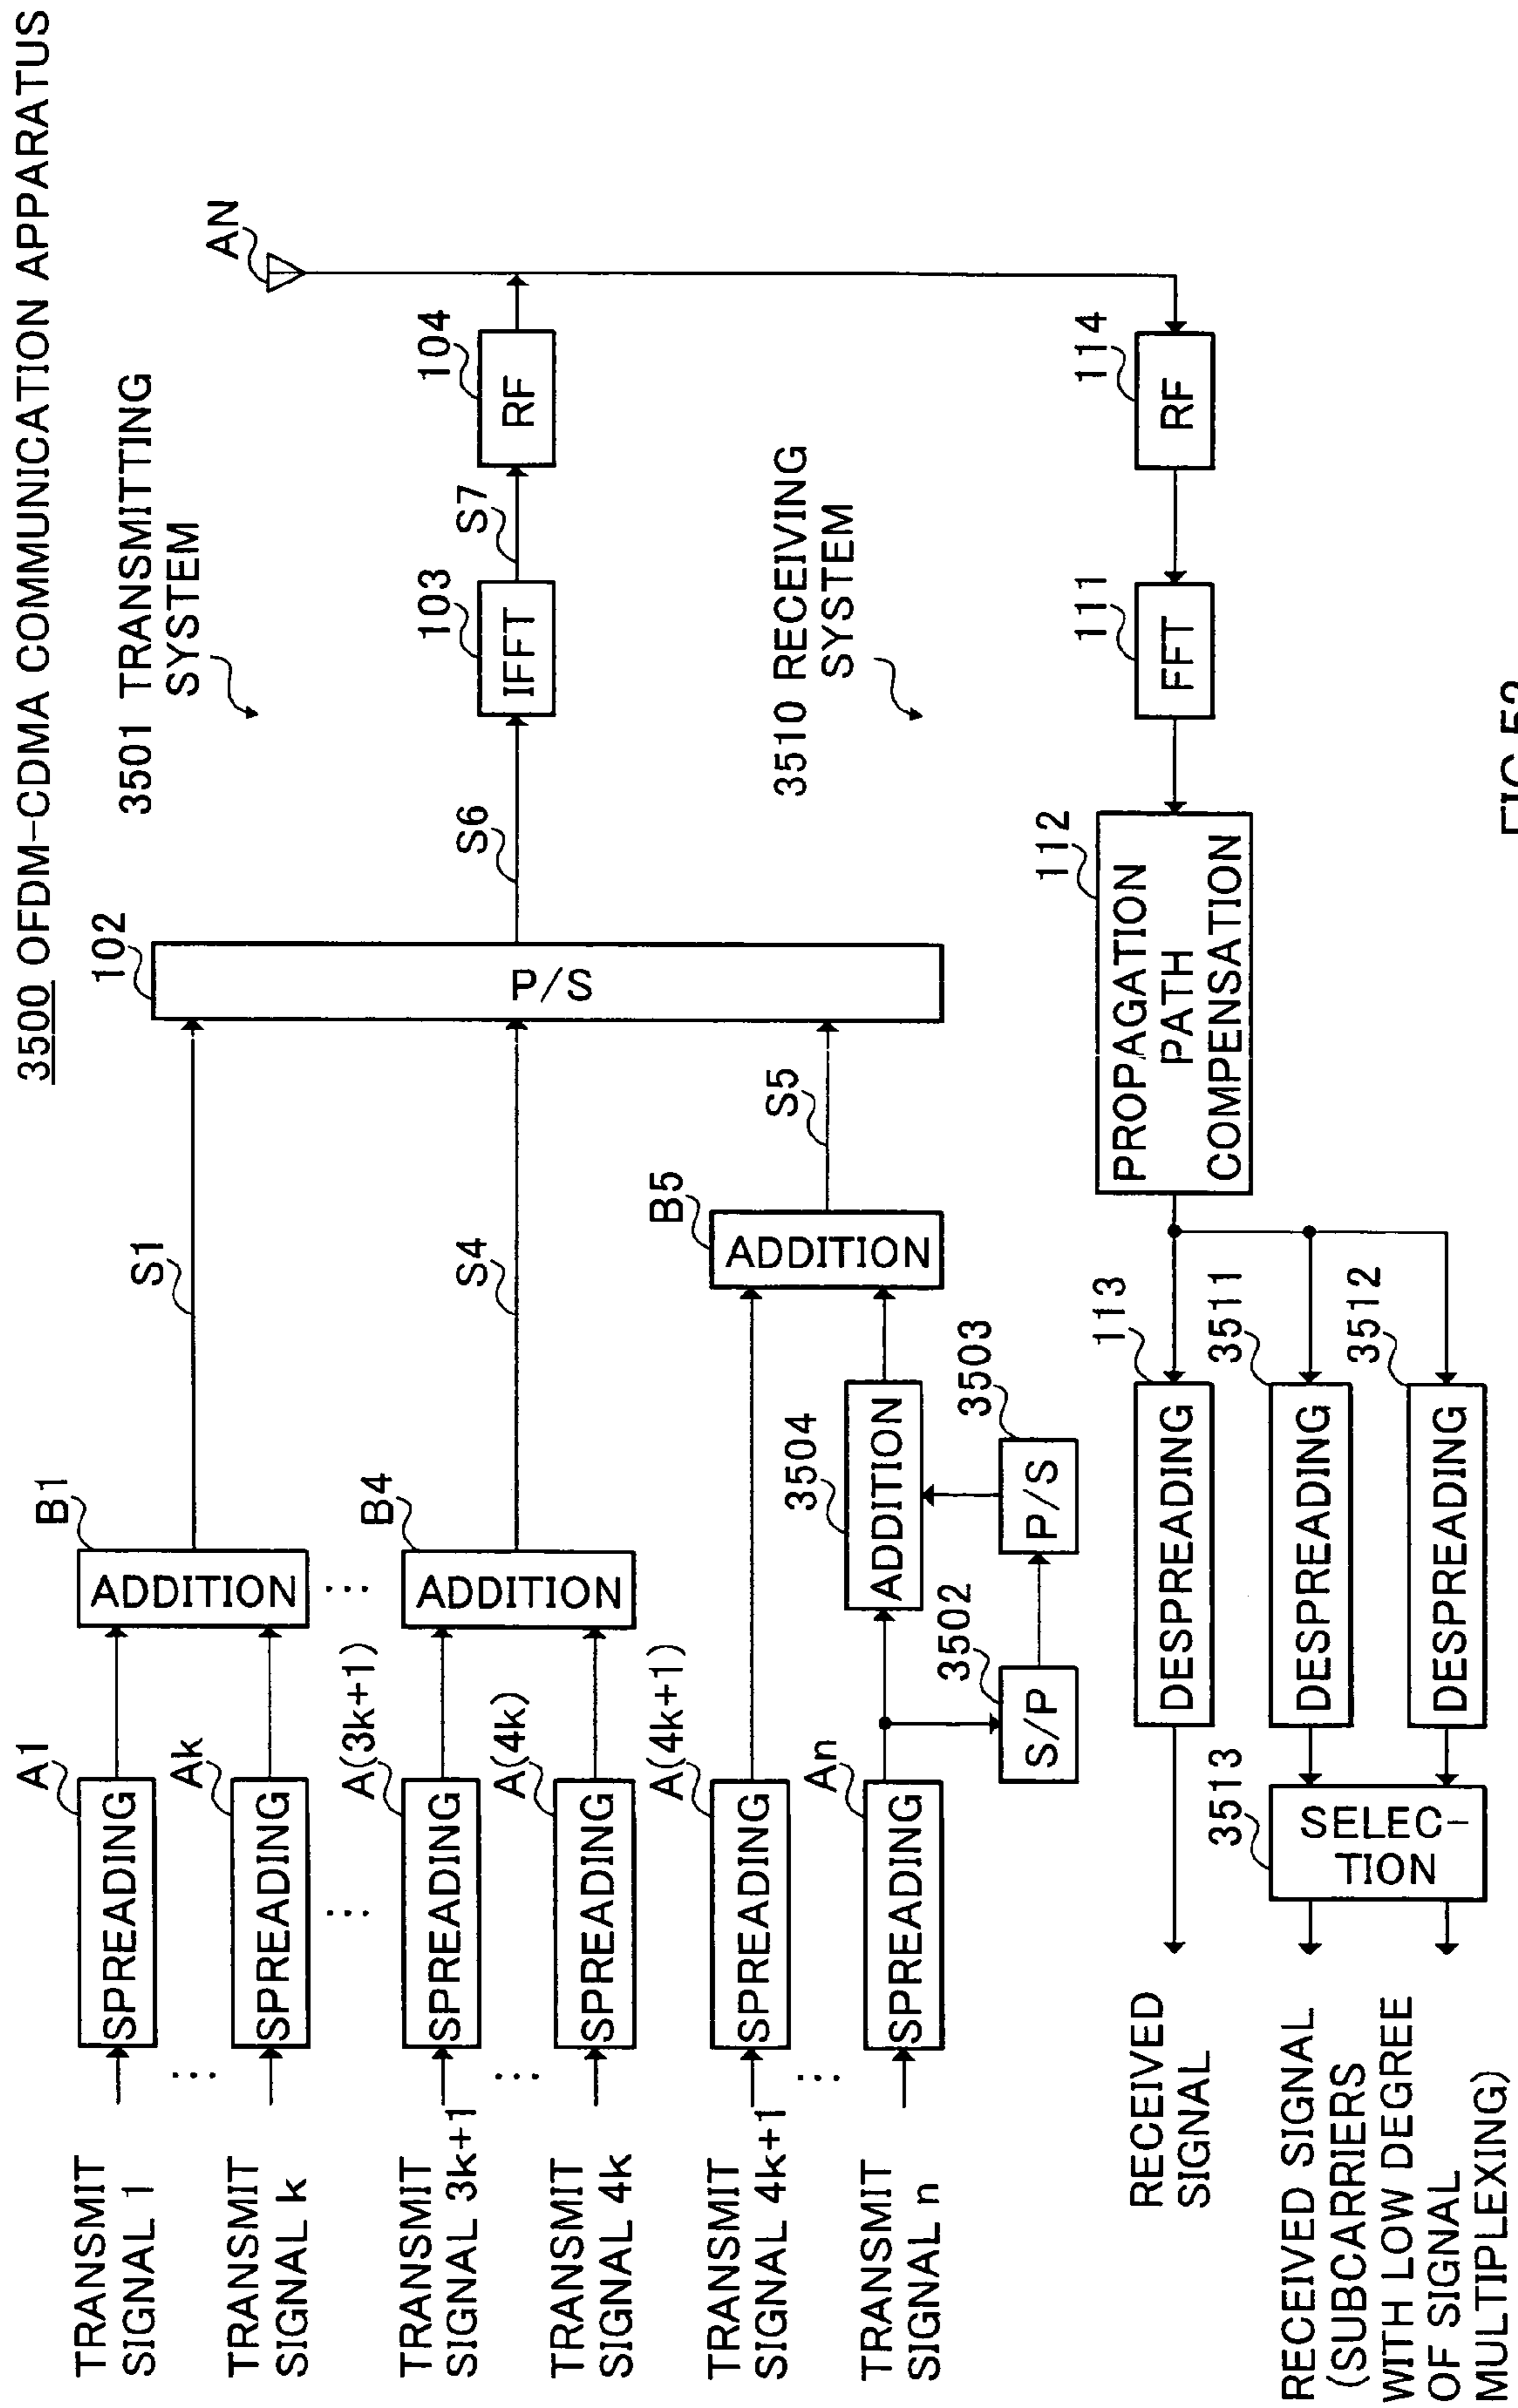 3500 OFDM-CDMA COMMUNICATION APPARATUS
3501 TRANSMITTING
SYSTEM
AN
TRANSMIT
SIGNAL 1
A1
SPREADING
B1
ADDITION
S1
102
P/S
S6
103
IFFT
S7
104
RF
...
TRANSMIT
SIGNAL k
Ak
SPREADING
...
...
TRANSMIT
SIGNAL 3k+1
A(3k+1)
SPREADING
B4
ADDITION
S4
...
TRANSMIT
SIGNAL 4k
A(4k)
SPREADING
TRANSMIT
SIGNAL 4k+1
A(4k+1)
SPREADING
B5
ADDITION
S5
...
TRANSMIT
SIGNAL n
An
SPREADING
3504
ADDITION
3502
S/P
3503
P/S
3510 RECEIVING
SYSTEM
RECEIVED
SIGNAL
113
DESPREADING
112
PROPAGATION
PATH
COMPENSATION
111
FFT
114
RF
RECEIVED SIGNAL
(SUBCARRIERS
WITH LOW DEGREE
OF SIGNAL
MULTIPLEXING)
3513
SELEC-
TION
3511
DESPREADING
3512
DESPREADING